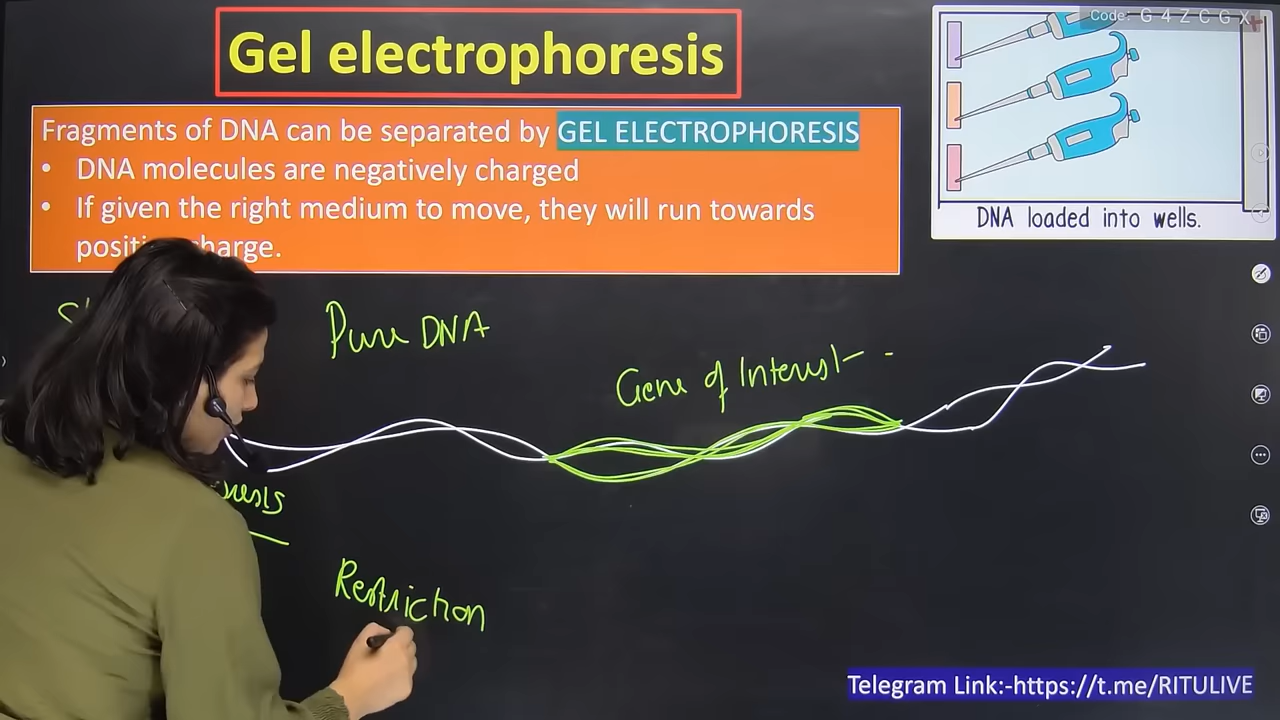 Code: G 4 Z C G X
Gel electrophoresis
Fragments of DNA can be separated by GEL ELECTROPHORESIS
• DNA molecules are negatively charged
• If given the right medium to move, they will run towards
charge.
DNA loaded into wells.
Pure DNA
Gene of Interest - -
Restriction
Telegram Link:-https://t.me/RITULIVE